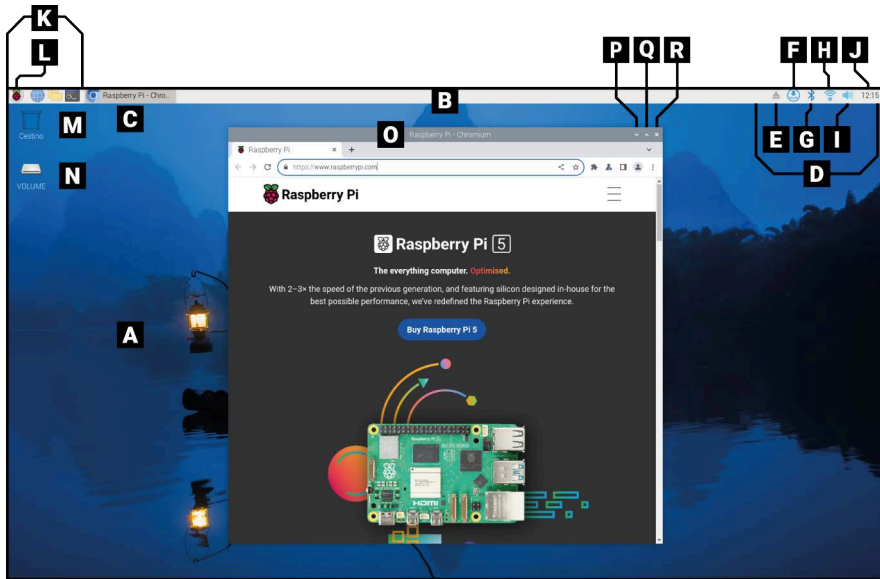 K
L
P Q R
F H J
Raspberry Pi - Chro..
B
12:15
M
C
O
Raspberry Pi - Chromium
E
G
I
Cestino
Raspberry Pi
D
N
https://www.raspberrypi.com
VOLUME
Raspberry Pi
Raspberry Pi 5
The everything computer. Optimised.
With 2–3× the speed of the previous generation, and featuring silicon designed in-house for the
best possible performance, we've redefined the Raspberry Pi experience.
A
Buy Raspberry Pi 5
HDMI